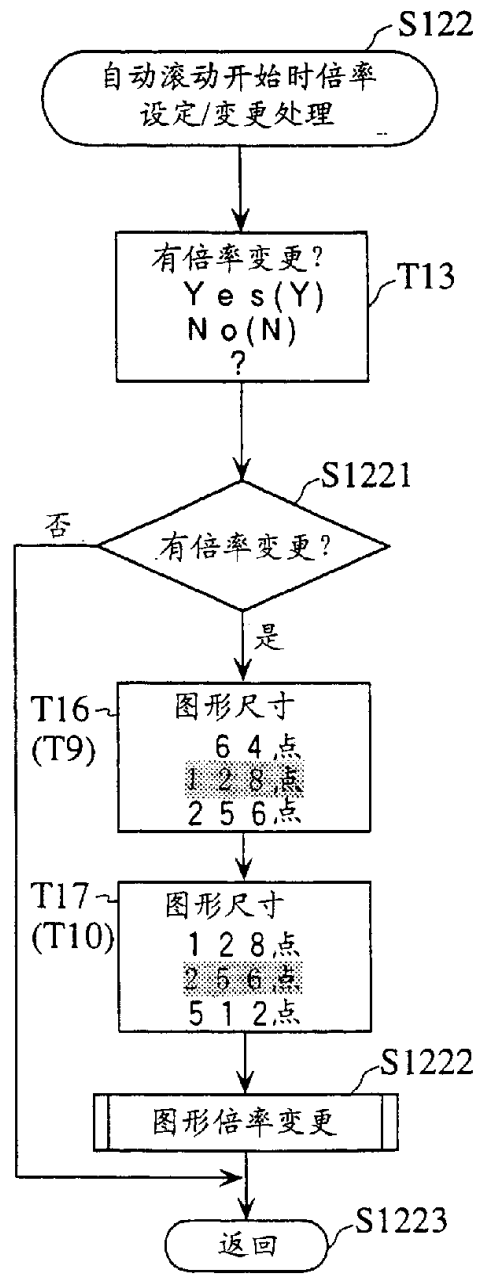 S122
自动滚动开始时倍率
设定/变更处理
有倍率变更?
Yes(Y)
No(N)
?
T13
S1221
否
有倍率变更?
是
T16
(T9)
图形尺寸
64点
128点
256点
T17
(T10)
图形尺寸
128点
256点
512点
S1222
图形倍率变更
S1223
返回